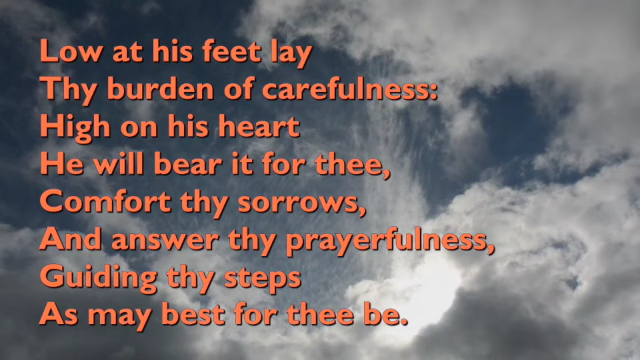 Low at his feet lay
Thy burden of carefulness:
High on his heart
He will bear it for thee,
Comfort thy sorrows,
And answer thy prayerfulness,
Guiding thy steps
As may best for thee be.